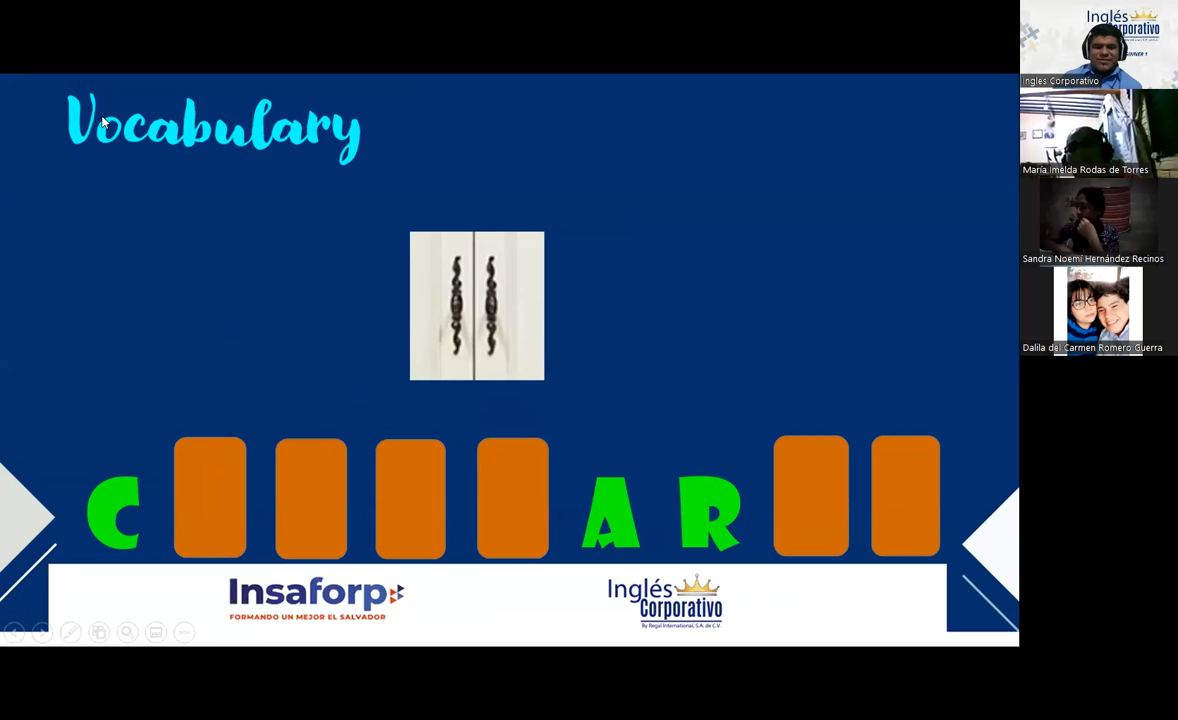 Vocabulary
C A R
Insaforp
FORMANDO UN MEJOR EL SALVADOR
Inglés
Corporativo
By Regal International, S.A. de C.V.
Inglés
Corporativo
Inglés Corporativo
María Imelda Rodas de Torres
Sandra Noemí Hernández Recinos
Dalila del Carmen Romero Guerra